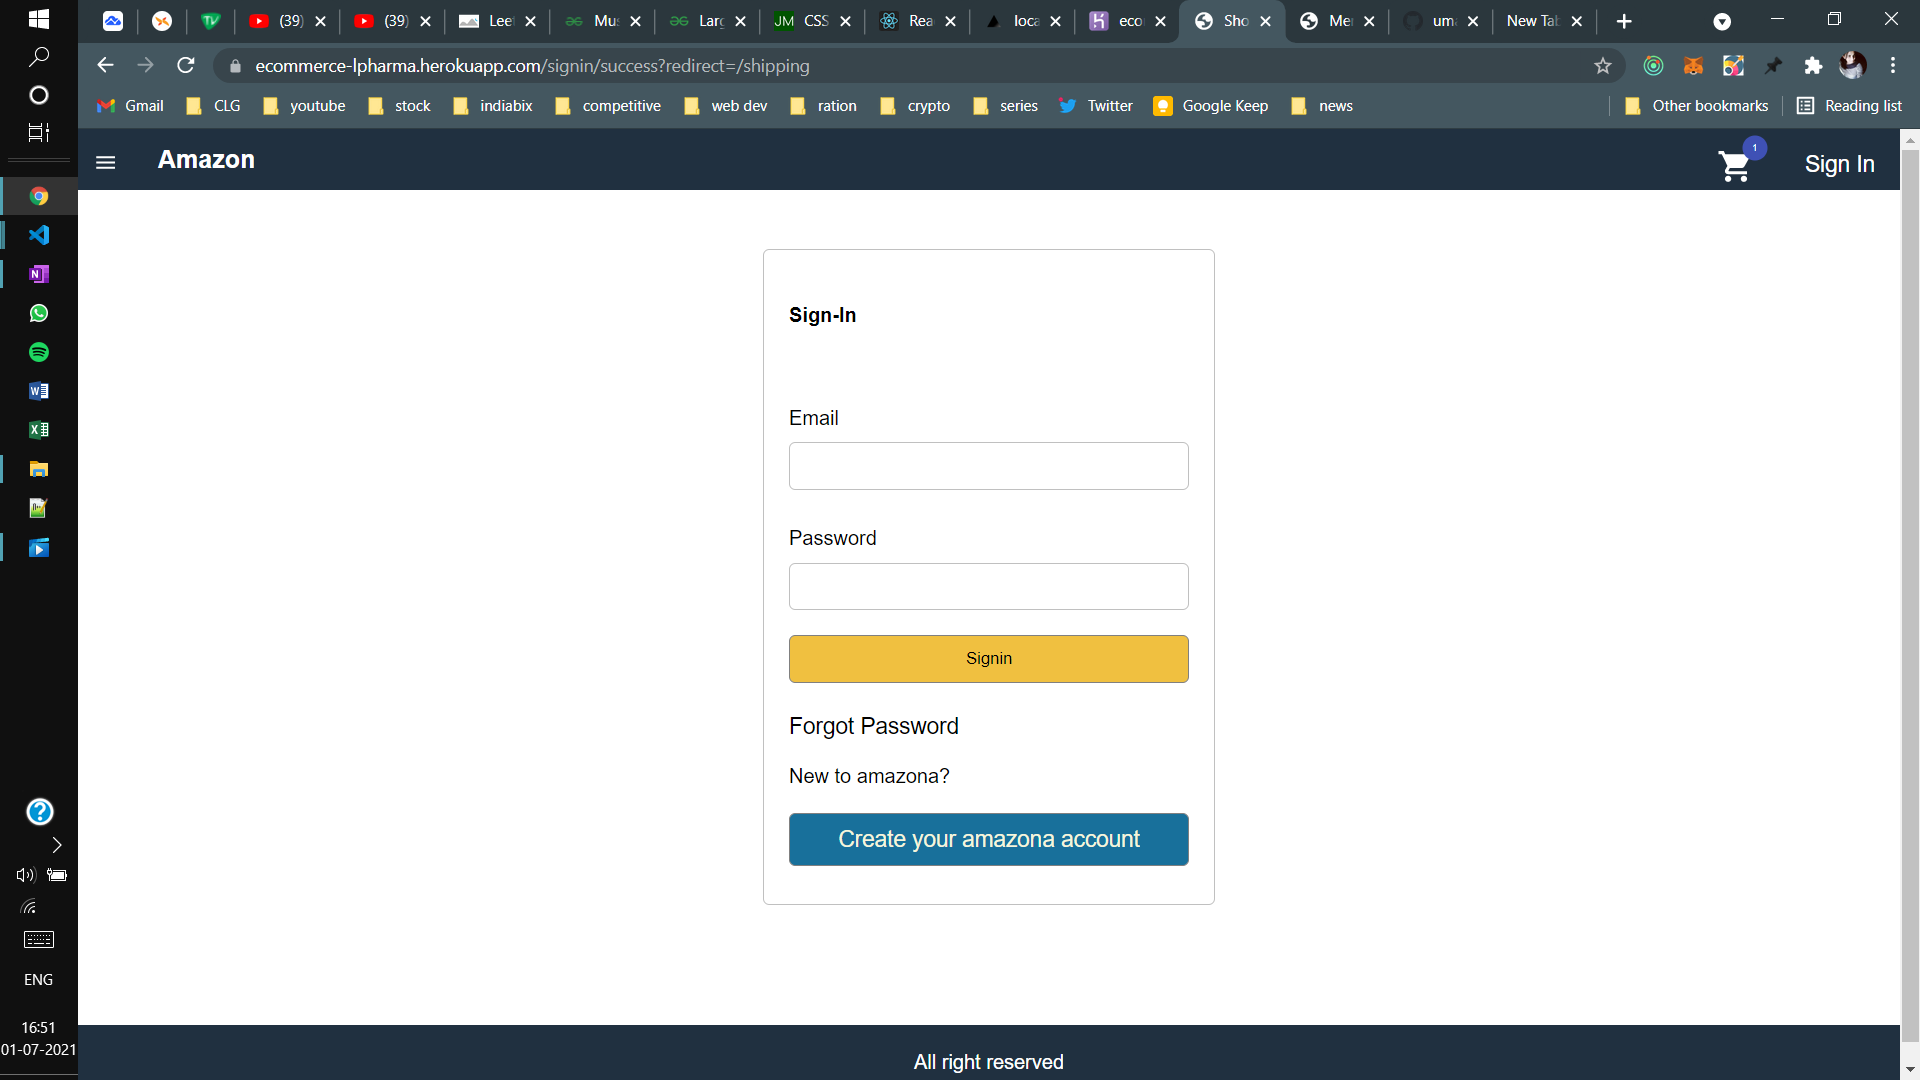 (39)
(39)
Lee
Mu
Larg
JM CSS
Rea
loca
eco
Sho
Me
um
New Tab
ecommerce-lpharma.herokuapp.com/signin/success?redirect=/shipping
Gmail
CLG
youtube
stock
indiabix
competitive
web dev
ration
crypto
series
Twitter
Google Keep
news
Other bookmarks
Reading list
Amazon
1
Sign In
Sign-In
Email
Password
Signin
Forgot Password
New to amazona?
Create your amazona account
All right reserved
ENG
16:51
01-07-2021